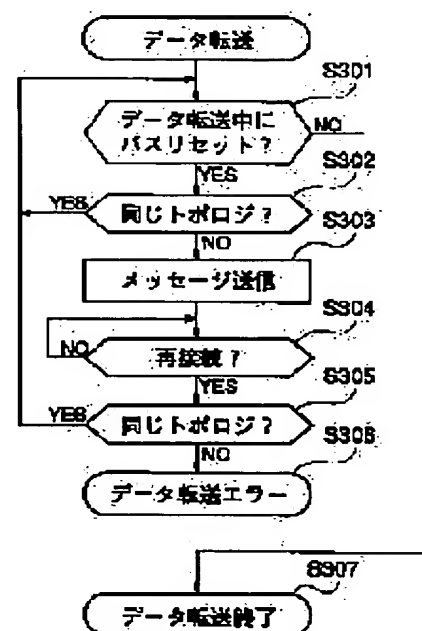 データ転送
S301
データ転送中に
バスリセット？
NO
YES
S302
同じトポロジ？
YES
NO
S303
メッセージ送信
S304
再接続？
NO
YES
S305
同じトポロジ？
YES
NO
S306
データ転送エラー
S307
データ転送終了